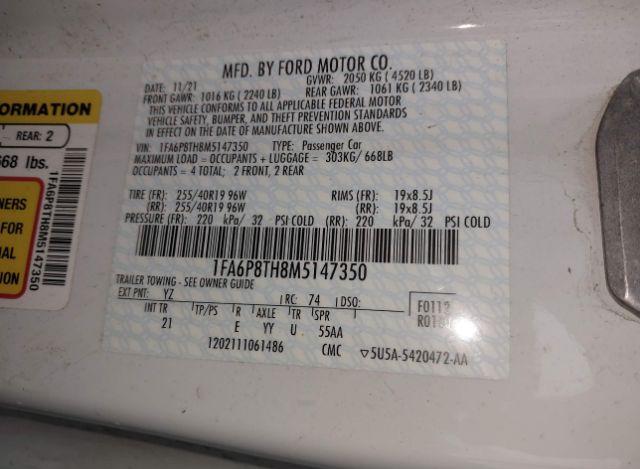 MFD. BY FORD MOTOR CO.
DATE: 11/21 GVWR: 2050 KG ( 4520 LB)
FRONT GAWR: 1016 KG ( 2240 LB) REAR GAWR: 1061 KG ( 2340 LB)
THIS VEHICLE CONFORMS TO ALL APPLICABLE FEDERAL MOTOR
VEHICLE SAFETY, BUMPER, AND THEFT PREVENTION STANDARDS
IN EFFECT ON THE DATE OF MANUFACTURE SHOWN ABOVE.
VIN: 1FA6P8TH8M5147350 TYPE: Passenger Car
MAXIMUM LOAD = OCCUPANTS + LUGGAGE = 303KG/ 668LB
OCCUPANTS = 4 TOTAL; 2 FRONT, 2 REAR
TIRE (FR): 255/40R19 96W RIMS (FR): 19x8.5J
(RR): 255/40R19 96W (RR): 19x8.5J
PRESSURE (FR): 220 kPa/ 32 PSI COLD (RR): 220 kPa/ 32 PSI COLD
1FA6P8TH8M5147350
TRAILER TOWING - SEE OWNER GUIDE
EXT PNT: YZ RC: 74 DSO:
INT TR TP/PS R AXLE TR SPR
21 E YY U 55AA
F0113
1202111061486 CMC ▽5U5A-5420472-AA
ORMATION
REAR: 2
668 lbs.
NERS
FOR
NAL
ION
1FA6P8TH8M5147350